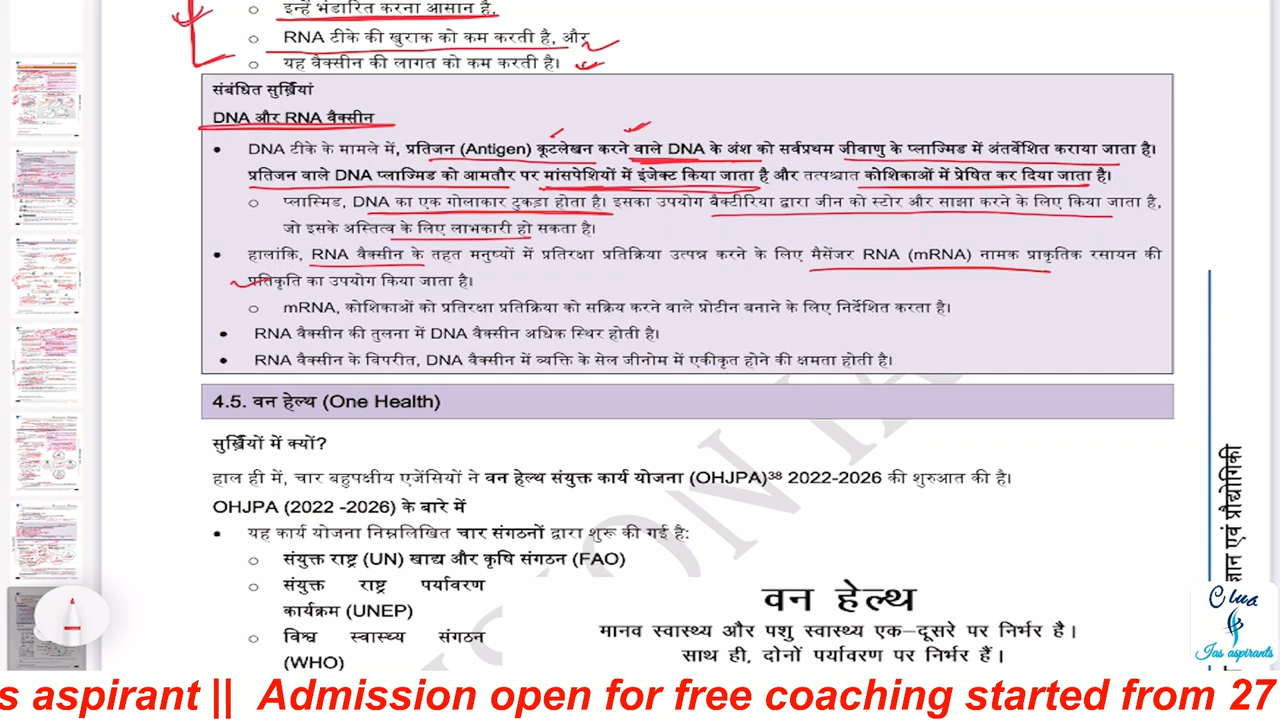 इन्हें भंडारित करना आसान है,
RNA टीके की खुराक को कम करती है, और
यह वैक्सीन की लागत को कम करती है।
संबंधित सुर्ख़ियां
DNA और RNA वैक्सीन
DNA टीके के मामले में, प्रतिजन (Antigen) कूटलेखन करने वाले DNA के अंश को सर्वप्रथम जीवाणु के प्लाज्मिड में अंतर्वेशित कराया जाता है।
प्रतिजन वाले DNA प्लाज्मिड को आमतौर पर मांसपेशियों में इंजेक्ट किया जाता है और तत्पश्चात कोशिकाओं में प्रेषित कर दिया जाता है।
प्लास्मिड, DNA का एक गोलाकार टुकड़ा होता है। इसका उपयोग बैक्टीरिया द्वारा जीन को स्टोर और साझा करने के लिए किया जाता है,
जो इसके अस्तित्व के लिए लाभकारी हो सकता है।
हालांकि, RNA वैक्सीन के तहत मनुष्यों में प्रतिरक्षा प्रतिक्रिया उत्पन्न करने के लिए मैसेंजर RNA (mRNA) नामक प्राकृतिक रसायन की
प्रतिकृति का उपयोग किया जाता है।
mRNA, कोशिकाओं को प्रतिरक्षा प्रतिक्रिया को सक्रिय करने वाले प्रोटीन बनाने के लिए निर्देशित करता है।
RNA वैक्सीन की तुलना में DNA वैक्सीन अधिक स्थिर होती है।
RNA वैक्सीन के विपरीत, DNA वैक्सीन में व्यक्ति के सेल जीनोम में एकीकृत होने की क्षमता होती है।
4.5. वन हेल्थ (One Health)
सुर्ख़ियों में क्यों?
हाल ही में, चार बहुपक्षीय एजेंसियों ने वन हेल्थ संयुक्त कार्य योजना (OHJPA)³⁸ 2022-2026 की शुरुआत की है।
OHJPA (2022 -2026) के बारे में
यह कार्य योजना निम्नलिखित चार संगठनों द्वारा शुरू की गई है:
संयुक्त राष्ट्र (UN) खाद्य और कृषि संगठन (FAO)
संयुक्त राष्ट्र पर्यावरण
कार्यक्रम (UNEP)
विश्व स्वास्थ्य संगठन
(WHO)
वन हेल्थ
मानव स्वास्थ्य और पशु स्वास्थ्य एक–दूसरे पर निर्भर है।
साथ ही, दोनों पर्यावरण पर निर्भर हैं।
एवं प्रौद्योगिकी
Ias aspirants
s aspirant || Admission open for free coaching started from 27